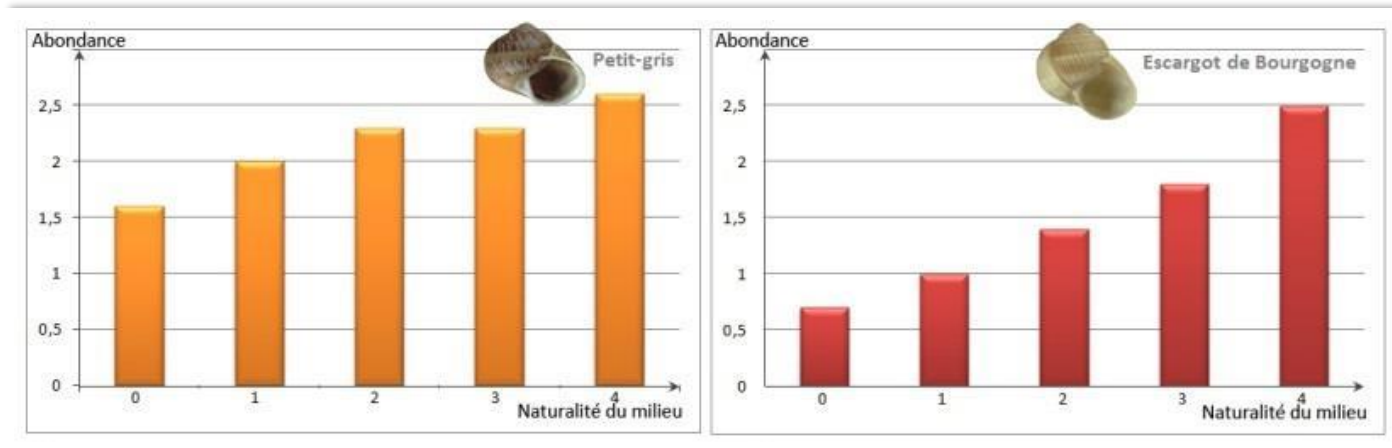 Abondance
Petit-gris
2,5
2
1,5
1
0,5
0
0 1 2 3 4
Naturalité du milieu
Abondance
Escargot de Bourgogne
2,5
2
1,5
1
0,5
0
0 1 2 3 4
Naturalité du milieu